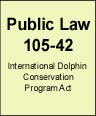 Public Law
105-42
International Dolphin
Conservation
Program Act